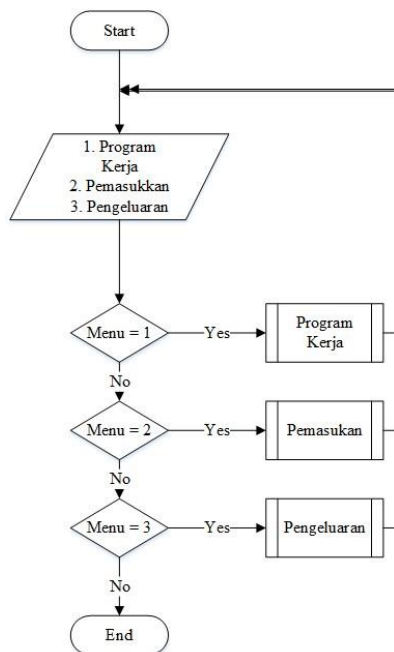 Start
1. Program
Kerja
2. Pemasukkan
3. Pengeluaran
Menu = 1
Yes
Program
Kerja
No
Menu = 2
Yes
Pemasukan
No
Menu = 3
Yes
Pengeluaran
No
End